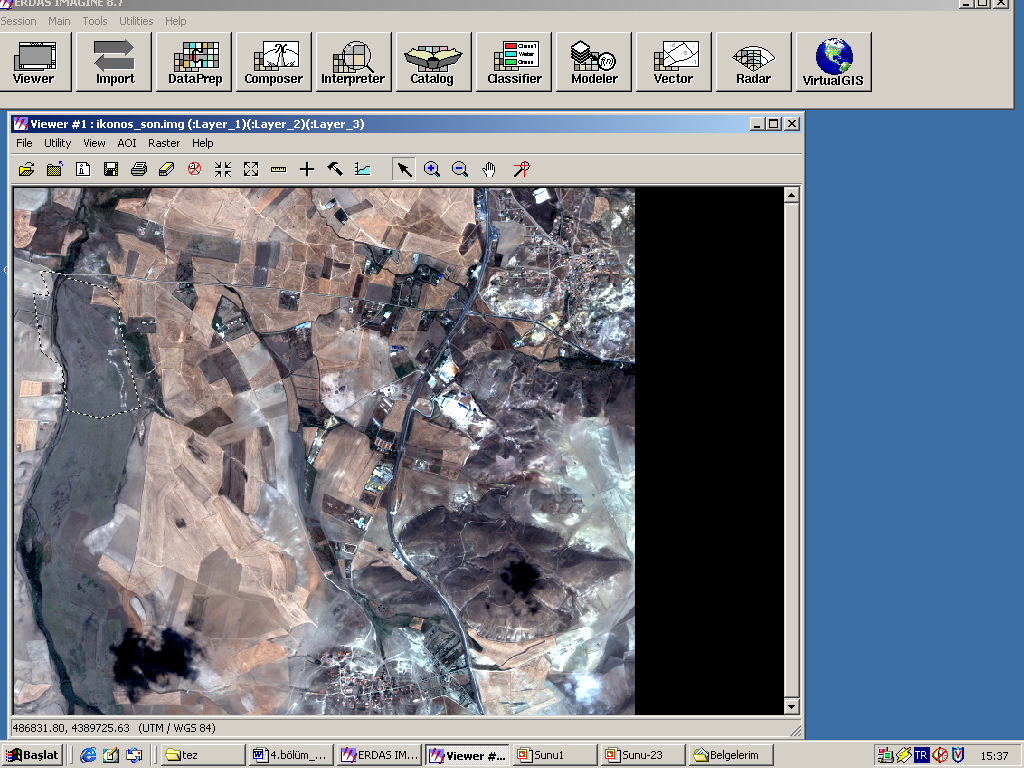 ERDAS IMAGINE 8.7
Session Main Tools Utilities Help
Viewer Import DataPrep Composer Interpreter Catalog Classifier Modeler Vector Radar VirtualGIS
Viewer #1 : ikonos_son.img (:Layer_1)(:Layer_2)(:Layer_3)
File Utility View AOI Raster Help
486831.80, 4389725.63 (UTM / WGS 84)
Başlat tez 4.bölüm_... ERDAS IM... Viewer #... Sunu1 Sunu-23 Belgelerim TR 15:37